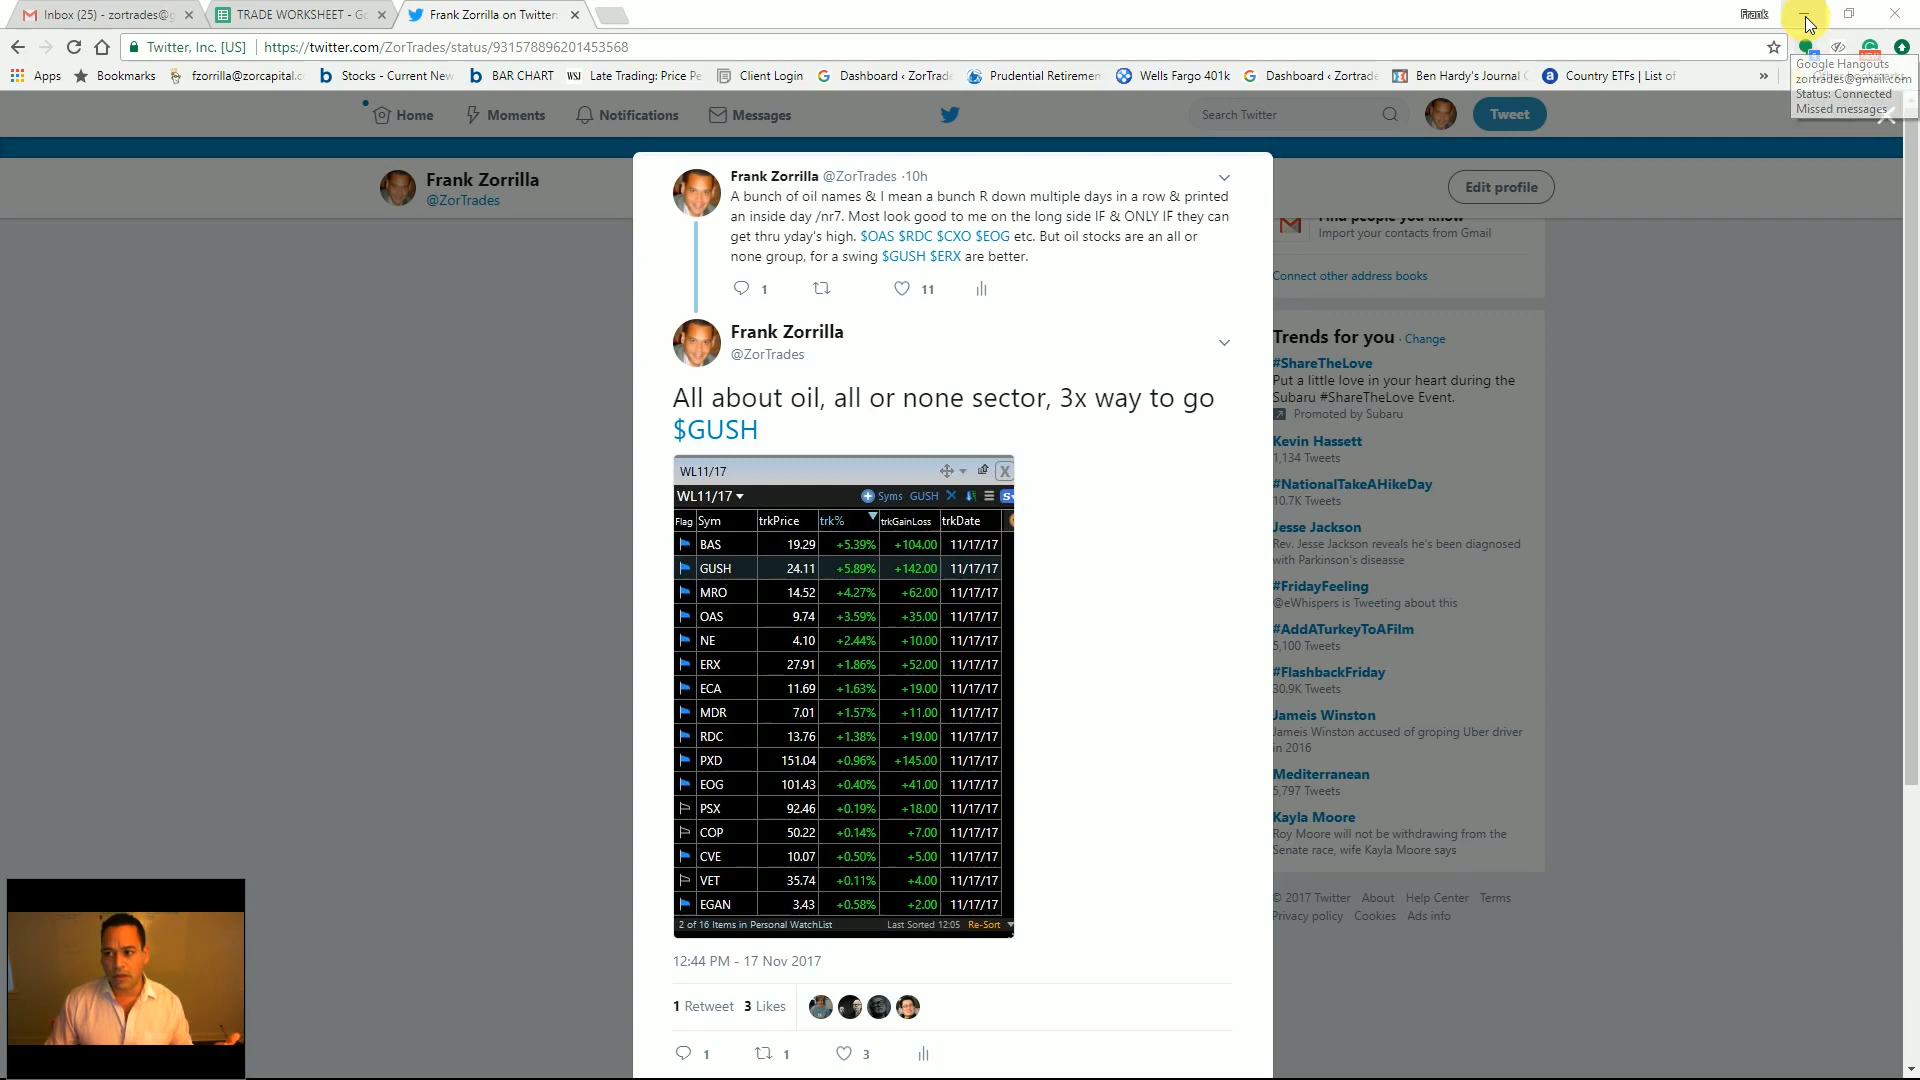 Inbox (25) - zortrades@g
TRADE WORKSHEET - Go
Frank Zorrilla on Twitter:
Frank
Twitter, Inc. [US]
https://twitter.com/ZorTrades/status/931578896201453568
Apps
Bookmarks
fzorrilla@zorcapital.c
Stocks - Current New
BAR CHART
WSJ
Late Trading: Price Pe
Client Login
Dashboard ‹ ZorTrade
Prudential Retiremen
Wells Fargo 401k
Dashboard ‹ Zortrade
Ben Hardy's Journal
Country ETFs | List of
»
Google Hangouts
zortrades@gmail.com
Status: Connected
Missed messages
Home
Moments
Notifications
Messages
Search Twitter
Tweet
Frank Zorrilla
@ZorTrades
Edit profile
Frank Zorrilla @ZorTrades ·10h
A bunch of oil names & I mean a bunch R down multiple days in a row & printed
an inside day /nr7. Most look good to me on the long side IF & ONLY IF they can
get thru yday's high. $OAS $RDC $CXO $EOG etc. But oil stocks are an all or
none group, for a swing $GUSH $ERX are better.
1 11
Frank Zorrilla
@ZorTrades
All about oil, all or none sector, 3x way to go
$GUSH
WL11/17
WL11/17 Syms GUSH
Flag Sym trkPrice trk% trkGainLoss trkDate
BAS 19.29 +5.39% +104.00 11/17/17
GUSH 24.11 +5.89% +142.00 11/17/17
MRO 14.52 +4.27% +62.00 11/17/17
OAS 9.74 +3.59% +35.00 11/17/17
NE 4.10 +2.44% +10.00 11/17/17
ERX 27.91 +1.86% +52.00 11/17/17
ECA 11.69 +1.63% +19.00 11/17/17
MDR 7.01 +1.57% +11.00 11/17/17
RDC 13.76 +1.38% +19.00 11/17/17
PXD 151.04 +0.96% +145.00 11/17/17
EOG 101.43 +0.40% +41.00 11/17/17
PSX 92.46 +0.19% +18.00 11/17/17
COP 50.22 +0.14% +7.00 11/17/17
CVE 10.07 +0.50% +5.00 11/17/17
VET 35.74 +0.11% +4.00 11/17/17
EGAN 3.43 +0.58% +2.00 11/17/17
2 of 16 Items in Personal WatchList Last Sorted 12:05 Re-Sort
12:44 PM - 17 Nov 2017
1 Retweet 3 Likes
1 1 3
Find people you know
Import your contacts from Gmail
Connect other address books
Trends for you · Change
#ShareTheLove
Put a little love in your heart during the
Subaru #ShareTheLove Event.
Promoted by Subaru
Kevin Hassett
1,134 Tweets
#NationalTakeAHikeDay
10.7K Tweets
Jesse Jackson
Rev. Jesse Jackson reveals he's been diagnosed
with Parkinson's diseasse
#FridayFeeling
@eWhispers is Tweeting about this
#AddATurkeyToAFilm
5,100 Tweets
#FlashbackFriday
30.9K Tweets
Jameis Winston
Jameis Winston accused of groping Uber driver
in 2016
Mediterranean
5,797 Tweets
Kayla Moore
Roy Moore will not be withdrawing from the
Senate race, wife Kayla Moore says
© 2017 Twitter About Help Center Terms
Privacy policy Cookies Ads info